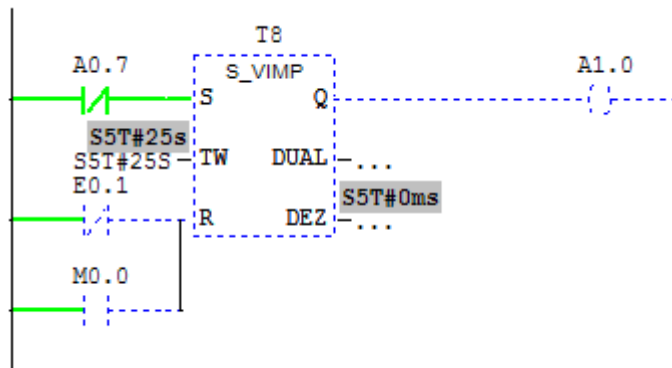 T8
A0.7
S_VIMP
A1.0
S
Q
S5T#25s
S5T#25S
TW
DUAL
...
E0.1
S5T#0ms
R
DEZ
...
M0.0